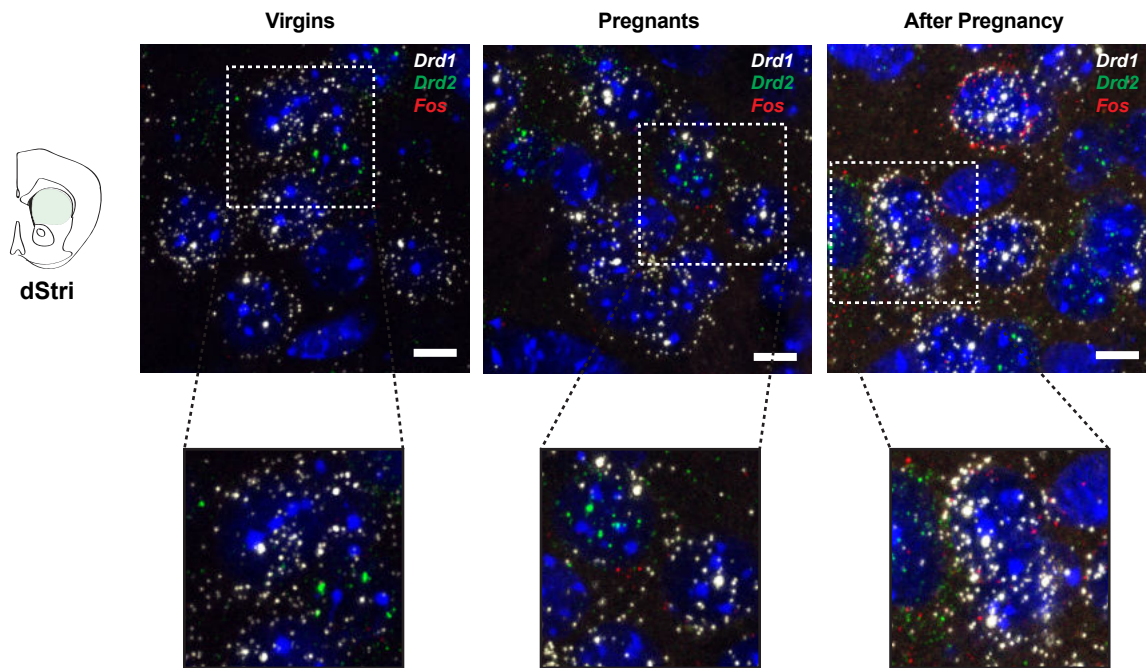 Virgins
Pregnants
After Pregnancy
Drd1
Drd2
Fos
Drd1
Drd2
Fos
Drd1
Drd2
Fos
dStri